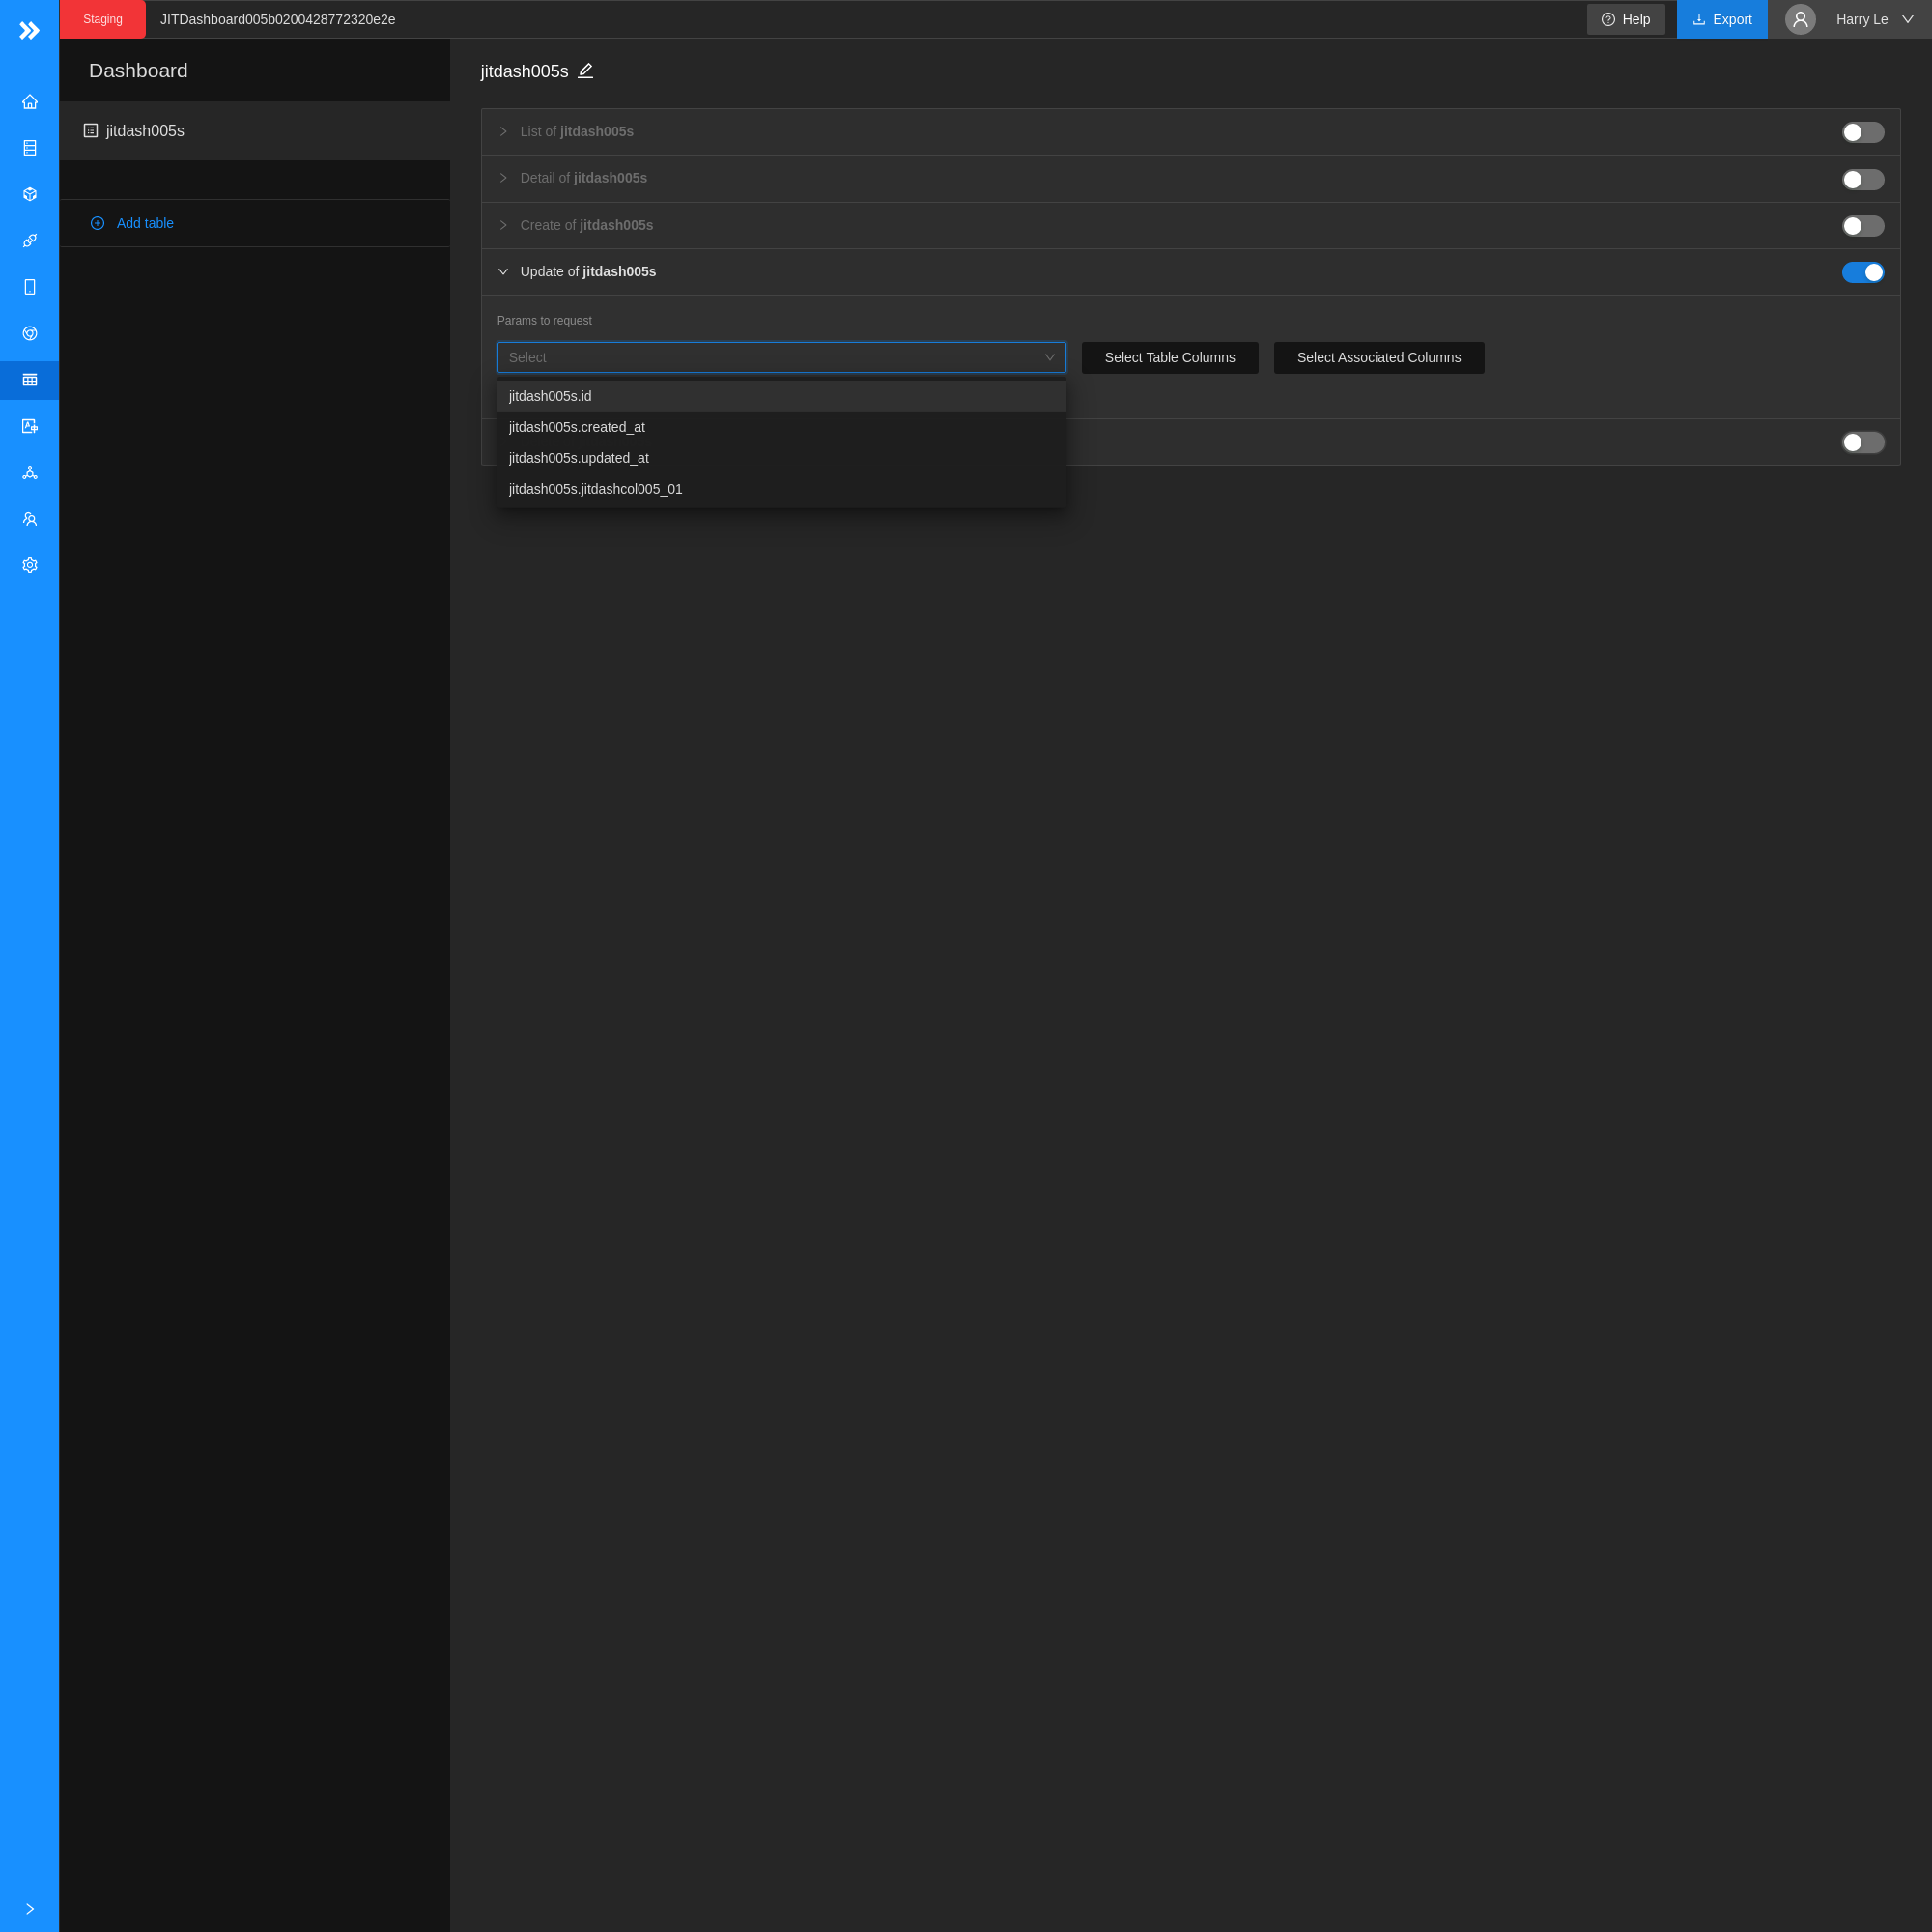 Staging
JITDashboard005b0200428772320e2e
Help
Export
Harry Le
Dashboard
jitdash005s
Add table
jitdash005s
List of jitdash005s
Detail of jitdash005s
Create of jitdash005s
Update of jitdash005s
Params to request
Select
Select Table Columns
Select Associated Columns
jitdash005s.id
jitdash005s.created_at
jitdash005s.updated_at
jitdash005s.jitdashcol005_01